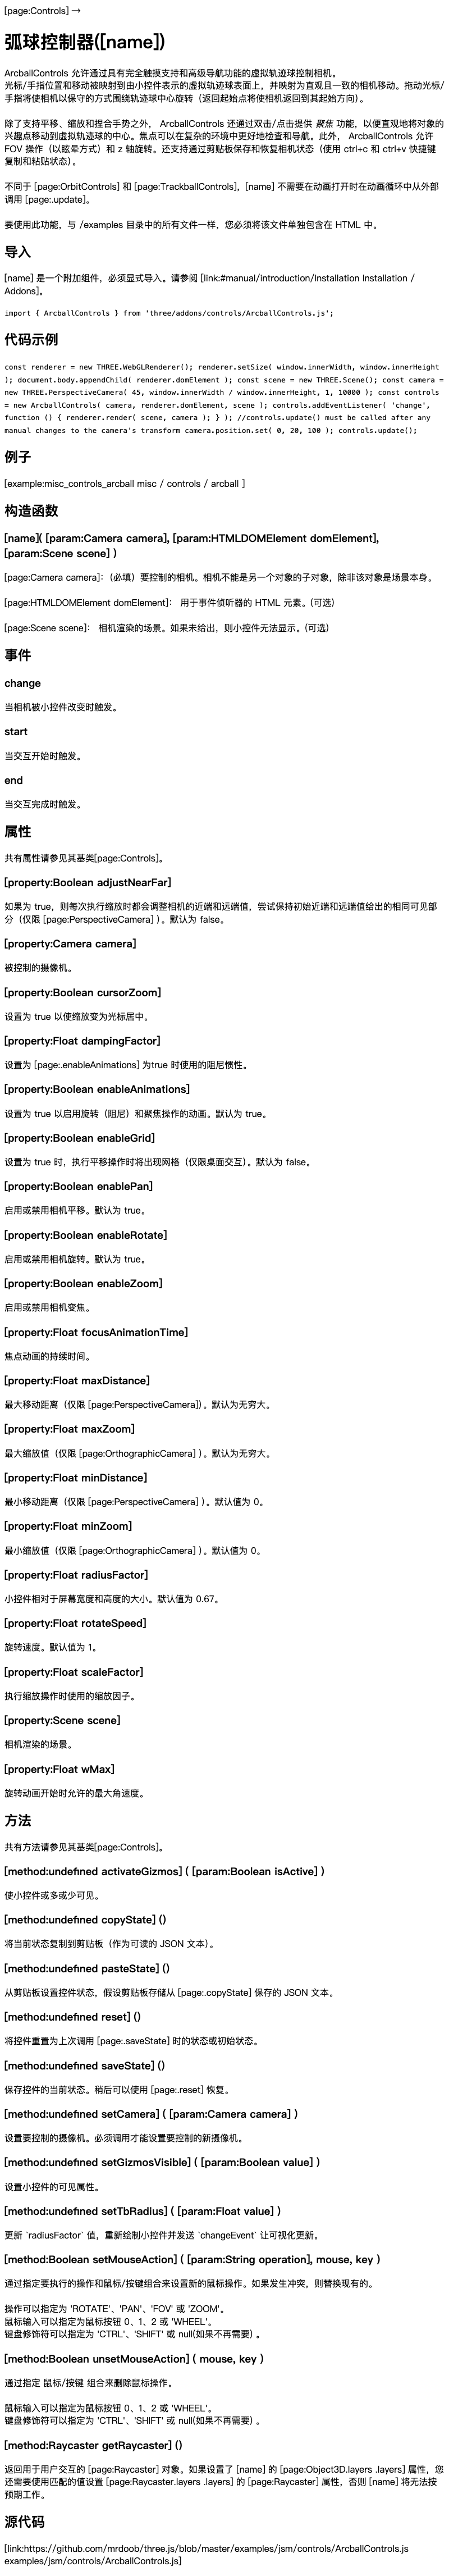 [page:Controls] →
弧球控制器([name])
ArcballControls 允许通过具有完全触摸支持和高级导航功能的虚拟轨迹球控制相机。
光标/手指位置和移动被映射到由小控件表示的虚拟轨迹球表面上，并映射为直观且一致的相机移动。拖动光标/
手指将使相机以保守的方式围绕轨迹球中心旋转（返回起始点将使相机返回到其起始方向）。
除了支持平移、缩放和捏合手势之外， ArcballControls 还通过双击/点击提供 聚焦 功能，以便直观地将对象的
兴趣点移动到虚拟轨迹球的中心。焦点可以在复杂的环境中更好地检查和导航。此外， ArcballControls 允许
FOV 操作（以眩晕方式）和 z 轴旋转。还支持通过剪贴板保存和恢复相机状态（使用 ctrl+c 和 ctrl+v 快捷键
复制和粘贴状态）。
不同于 [page:OrbitControls] 和 [page:TrackballControls]，[name] 不需要在动画打开时在动画循环中从外部
调用 [page:.update]。
要使用此功能，与 /examples 目录中的所有文件一样，您必须将该文件单独包含在 HTML 中。
导入
[name] 是一个附加组件，必须显式导入。请参阅 [link:#manual/introduction/Installation Installation /
Addons]。
import { ArcballControls } from 'three/addons/controls/ArcballControls.js';
代码示例
const renderer = new THREE.WebGLRenderer(); renderer.setSize( window.innerWidth, window.innerHeight
); document.body.appendChild( renderer.domElement ); const scene = new THREE.Scene(); const camera =
new THREE.PerspectiveCamera( 45, window.innerWidth / window.innerHeight, 1, 10000 ); const controls
= new ArcballControls( camera, renderer.domElement, scene ); controls.addEventListener( 'change',
function () { renderer.render( scene, camera ); } ); //controls.update() must be called after any
manual changes to the camera's transform camera.position.set( 0, 20, 100 ); controls.update();
例子
[example:misc_controls_arcball misc / controls / arcball ]
构造函数
[name]( [param:Camera camera], [param:HTMLDOMElement domElement],
[param:Scene scene] )
[page:Camera camera]：（必填）要控制的相机。相机不能是另一个对象的子对象，除非该对象是场景本身。
[page:HTMLDOMElement domElement]： 用于事件侦听器的 HTML 元素。(可选)
[page:Scene scene]： 相机渲染的场景。如果未给出，则小控件无法显示。(可选)
事件
change
当相机被小控件改变时触发。
start
当交互开始时触发。
end
当交互完成时触发。
属性
共有属性请参见其基类[page:Controls]。
[property:Boolean adjustNearFar]
如果为 true，则每次执行缩放时都会调整相机的近端和远端值，尝试保持初始近端和远端值给出的相同可见部
分（仅限 [page:PerspectiveCamera] ）。默认为 false。
[property:Camera camera]
被控制的摄像机。
[property:Boolean cursorZoom]
设置为 true 以使缩放变为光标居中。
[property:Float dampingFactor]
设置为 [page:.enableAnimations] 为true 时使用的阻尼惯性。
[property:Boolean enableAnimations]
设置为 true 以启用旋转（阻尼）和聚焦操作的动画。默认为 true。
[property:Boolean enableGrid]
设置为 true 时，执行平移操作时将出现网格（仅限桌面交互）。默认为 false。
[property:Boolean enablePan]
启用或禁用相机平移。默认为 true。
[property:Boolean enableRotate]
启用或禁用相机旋转。默认为 true。
[property:Boolean enableZoom]
启用或禁用相机变焦。
[property:Float focusAnimationTime]
焦点动画的持续时间。
[property:Float maxDistance]
最大移动距离（仅限 [page:PerspectiveCamera]）。默认为无穷大。
[property:Float maxZoom]
最大缩放值（仅限 [page:OrthographicCamera] ）。默认为无穷大。
[property:Float minDistance]
最小移动距离（仅限 [page:PerspectiveCamera] ）。默认值为 0。
[property:Float minZoom]
最小缩放值（仅限 [page:OrthographicCamera] ）。默认值为 0。
[property:Float radiusFactor]
小控件相对于屏幕宽度和高度的大小。默认值为 0.67。
[property:Float rotateSpeed]
旋转速度。默认值为 1。
[property:Float scaleFactor]
执行缩放操作时使用的缩放因子。
[property:Scene scene]
相机渲染的场景。
[property:Float wMax]
旋转动画开始时允许的最大角速度。
方法
共有方法请参见其基类[page:Controls]。
[method:undefined activateGizmos] ( [param:Boolean isActive] )
使小控件或多或少可见。
[method:undefined copyState] ()
将当前状态复制到剪贴板（作为可读的 JSON 文本）。
[method:undefined pasteState] ()
从剪贴板设置控件状态，假设剪贴板存储从 [page:.copyState] 保存的 JSON 文本。
[method:undefined reset] ()
将控件重置为上次调用 [page:.saveState] 时的状态或初始状态。
[method:undefined saveState] ()
保存控件的当前状态。稍后可以使用 [page:.reset] 恢复。
[method:undefined setCamera] ( [param:Camera camera] )
设置要控制的摄像机。必须调用才能设置要控制的新摄像机。
[method:undefined setGizmosVisible] ( [param:Boolean value] )
设置小控件的可见属性。
[method:undefined setTbRadius] ( [param:Float value] )
更新 `radiusFactor` 值，重新绘制小控件并发送 `changeEvent` 让可视化更新。
[method:Boolean setMouseAction] ( [param:String operation], mouse, key )
通过指定要执行的操作和鼠标/按键组合来设置新的鼠标操作。如果发生冲突，则替换现有的。
操作可以指定为 'ROTATE'、'PAN'、'FOV' 或 'ZOOM'。
鼠标输入可以指定为鼠标按钮 0、1、2 或 'WHEEL'。
键盘修饰符可以指定为 'CTRL'、'SHIFT' 或 null(如果不再需要) 。
[method:Boolean unsetMouseAction] ( mouse, key )
通过指定 鼠标/按键 组合来删除鼠标操作。
鼠标输入可以指定为鼠标按钮 0、1、2 或 'WHEEL'。
键盘修饰符可以指定为 'CTRL'、'SHIFT' 或 null(如果不再需要) 。
[method:Raycaster getRaycaster] ()
返回用于用户交互的 [page:Raycaster] 对象。如果设置了 [name] 的 [page:Object3D.layers .layers] 属性，您
还需要使用匹配的值设置 [page:Raycaster.layers .layers] 的 [page:Raycaster] 属性，否则 [name] 将无法按
预期工作。
源代码
[link:https://github.com/mrdoob/three.js/blob/master/examples/jsm/controls/ArcballControls.js
examples/jsm/controls/ArcballControls.js]